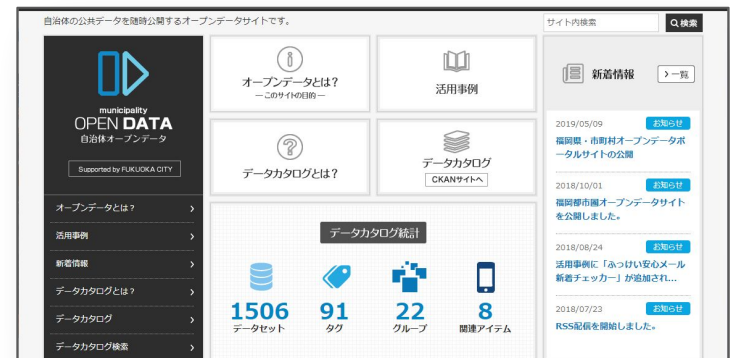 自治体の公共データを随時公開するオープンデータサイトです。
サイト内検索
検索
municipality
OPEN DATA
自治体オープンデータ
Supported by FUKUOKA CITY
オープンデータとは？
活用事例
新着情報
データカタログとは？
データカタログ
データカタログ検索
オープンデータとは？
― このサイトの目的 ―
活用事例
データカタログとは？
データカタログ
CKANサイトへ
データカタログ統計
1506
データセット
91
タグ
22
グループ
8
関連アイテム
新着情報
一覧
2019/05/09 お知らせ
福岡県・市町村オープンデータポ
ータルサイトの公開
2018/10/01 お知らせ
福岡都市圏オープンデータサイト
を公開しました。
2018/08/24 お知らせ
活用事例に「ふっけい安心メール
新着チェッカー」が追加され...
2018/07/23 お知らせ
RSS配信を開始しました。